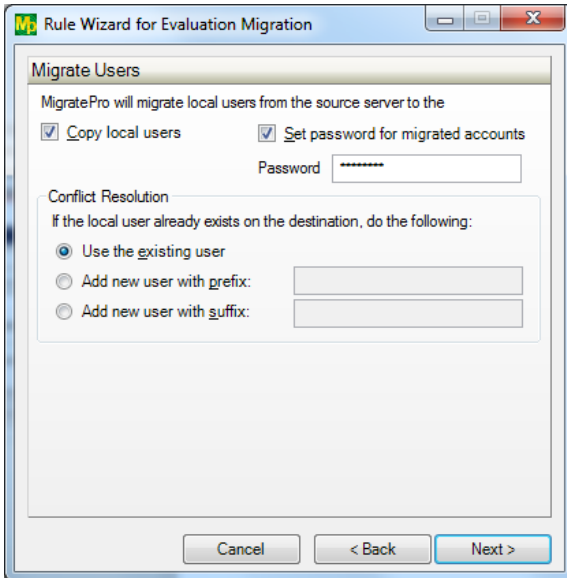 Mp Rule Wizard for Evaluation Migration
Migrate Users
MigratePro will migrate local users from the source server to the
Copy local users
Set password for migrated accounts
Password ********
Conflict Resolution
If the local user already exists on the destination, do the following:
Use the existing user
Add new user with prefix:
Add new user with suffix:
Cancel
< Back
Next >